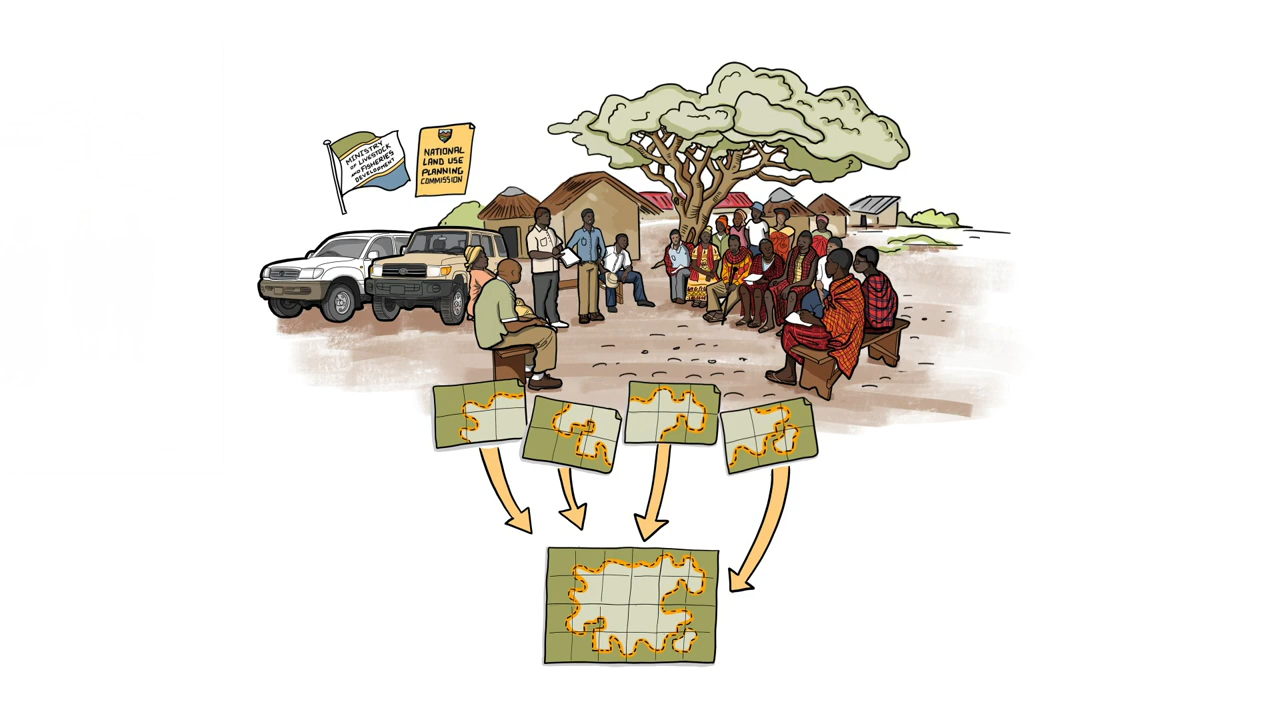 MINISTRY
OF LIVESTOCK
AND FISHERIES
DEVELOPMENT
NATIONAL
LAND USE
PLANNING
COMMISSION